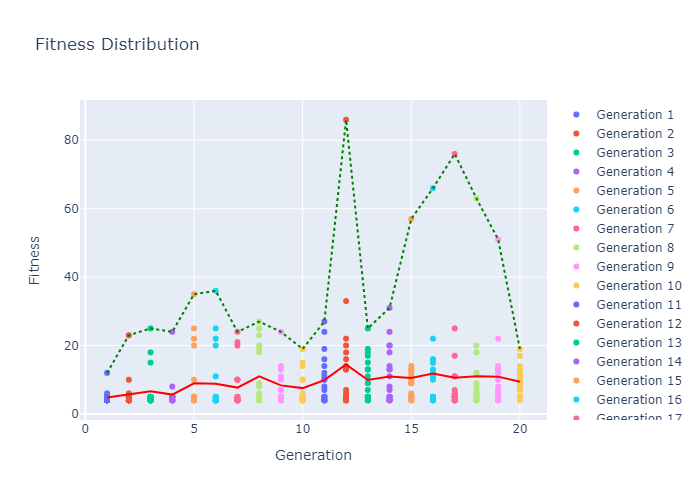 Fitness Distribution
80
60
40
20
0
0
5
10
15
20
Fitness
Generation
Generation 1
Generation 2
Generation 3
Generation 4
Generation 5
Generation 6
Generation 7
Generation 8
Generation 9
Generation 10
Generation 11
Generation 12
Generation 13
Generation 14
Generation 15
Generation 16
Generation 17